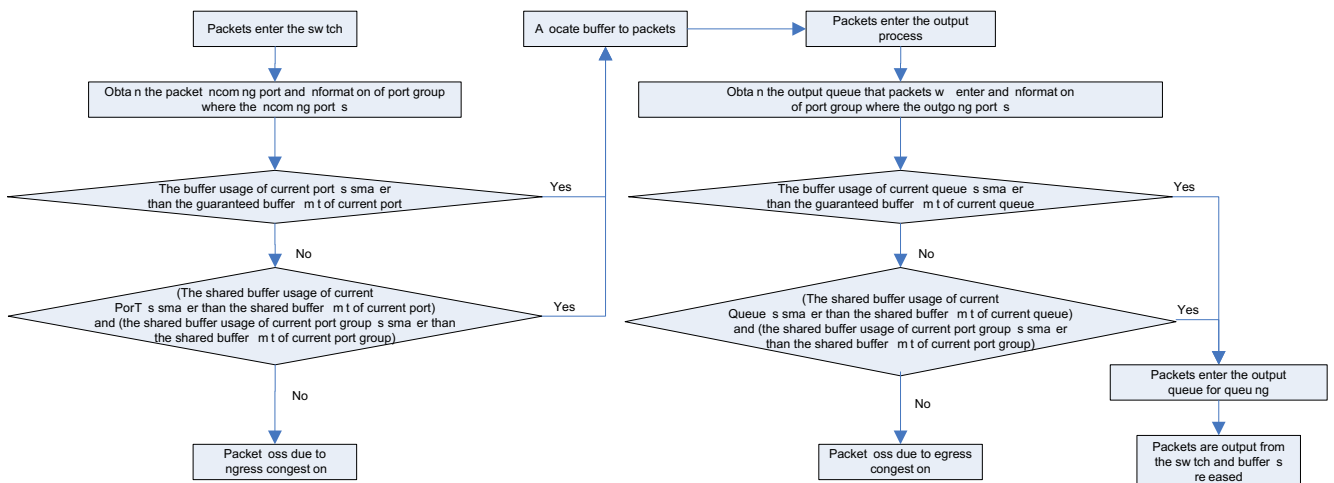 Packets enter the sw tch
Obta n the packet ncom ng port and nformat on of port group
where the ncom ng port s
The buffer usage of current port s sma er
than the guaranteed buffer m t of current port
Yes
No
(The shared buffer usage of current
PorT s sma er than the shared buffer m t of current port)
and (the shared buffer usage of current port group s sma er than
the shared buffer m t of current port group)
Yes
No
Packet oss due to
ngress congest on
A ocate buffer to packets
Packets enter the output
process
Obta n the output queue that packets w enter and nformat on
of port group where the outgo ng port s
The buffer usage of current queue s sma er
than the guaranteed buffer m t of current queue
Yes
No
(The shared buffer usage of current
Queue s sma er than the shared buffer m t of current queue)
and (the shared buffer usage of current port group s sma er
than the shared buffer m t of current port group)
Yes
No
Packet oss due to egress
congest on
Packets enter the output
queue for queu ng
Packets are output from
the sw tch and buffer s
re eased